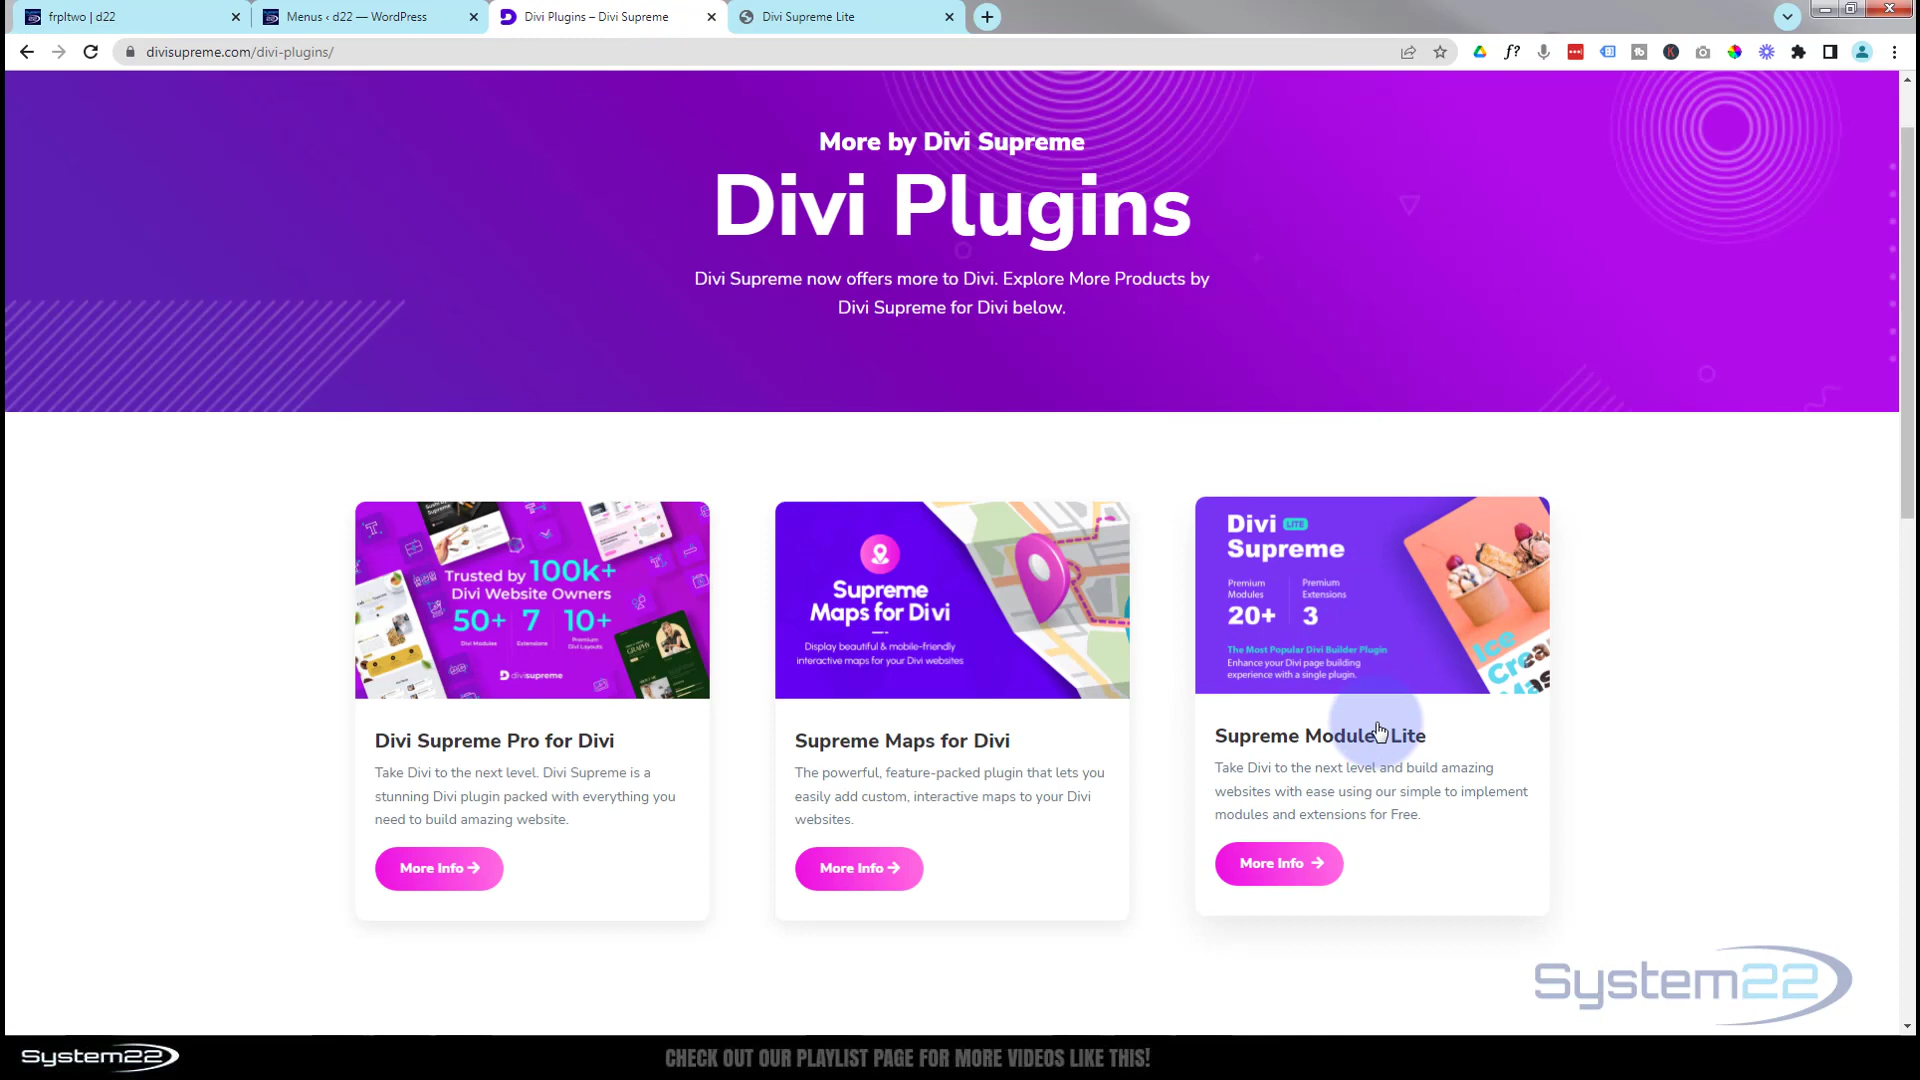 frpltwo | d22
Menus ‹ d22 — WordPress
Divi Plugins – Divi Supreme
Divi Supreme Lite
divisupreme.com/divi-plugins/
More by Divi Supreme
Divi Plugins
Divi Supreme now offers more to Divi. Explore More Products by
Divi Supreme for Divi below.
Trusted by 100k+
Divi Website Owners
50+ 7 10+
Divi Modules Extensions Premium
Divi Layouts
divisupreme
Supreme
Maps for Divi
Display beautiful & mobile-friendly
interactive maps for your Divi websites
Divi LITE
Supreme
Premium Modules
20+
Premium Extensions
3
The Most Popular Divi Builder Plugin
Enhance your Divi page building
experience with a single plugin.
Divi Supreme Pro for Divi
Take Divi to the next level. Divi Supreme is a
stunning Divi plugin packed with everything you
need to build amazing website.
More Info →
Supreme Maps for Divi
The powerful, feature-packed plugin that lets you
easily add custom, interactive maps to your Divi
websites.
More Info →
Supreme Modules Lite
Take Divi to the next level and build amazing
websites with ease using our simple to implement
modules and extensions for Free.
More Info →
System22
System22
CHECK OUT OUR PLAYLIST PAGE FOR MORE VIDEOS LIKE THIS!